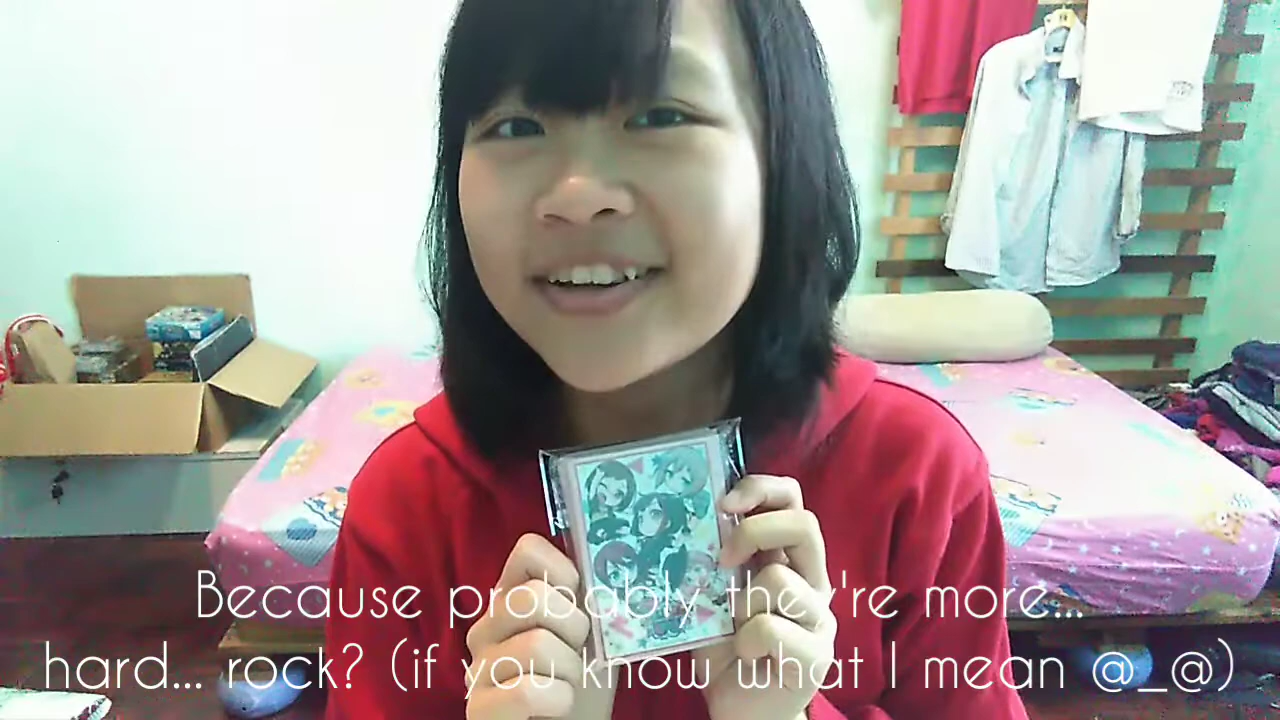 Because probably they're more...
hard... rock? (if you know what I mean @_@)